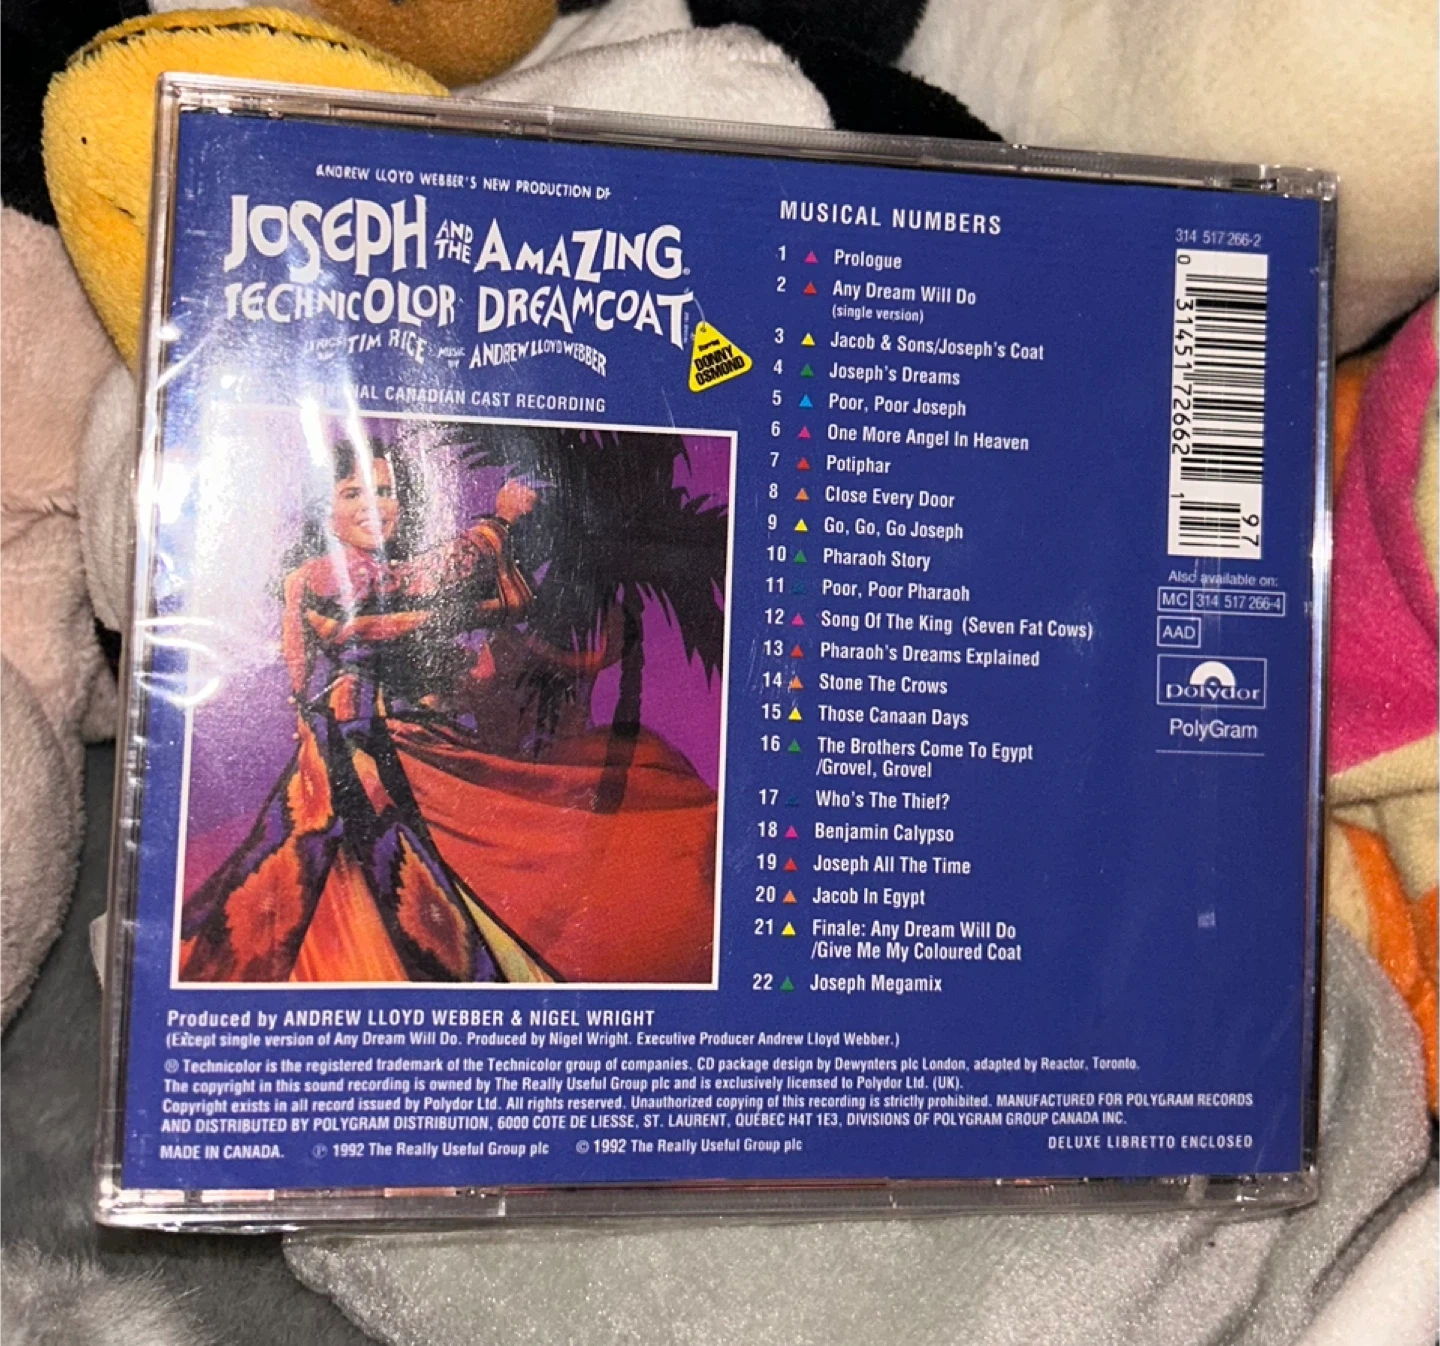 ANDREW LLOYD WEBBER'S NEW PRODUCTION OF
JOSEPH AND THE AMAZING
TECHNICOLOR DREAMCOAT
TIM RICE MUSIC BY ANDREW LLOYD WEBBER
DONNY
OSMOND
CANADIAN CAST RECORDING
MUSICAL NUMBERS
1 Prologue
2 Any Dream Will Do
(single version)
3 Jacob & Sons/Joseph's Coat
4 Joseph's Dreams
5 Poor, Poor Joseph
6 One More Angel In Heaven
7 Potiphar
8 Close Every Door
9 Go, Go, Go Joseph
10 Pharaoh Story
11 Poor, Poor Pharaoh
12 Song Of The King (Seven Fat Cows)
13 Pharaoh's Dreams Explained
14 Stone The Crows
15 Those Canaan Days
16 The Brothers Come To Egypt
/Grovel, Grovel
17 Who's The Thief?
18 Benjamin Calypso
19 Joseph All The Time
20 Jacob In Egypt
21 Finale: Any Dream Will Do
/Give Me My Coloured Coat
22 Joseph Megamix
314 517 266-2
0 31451 72662 1
97
Also available on:
MC 314 517 266-4
AAD
polydor
PolyGram
Produced by ANDREW LLOYD WEBBER & NIGEL WRIGHT
(Except single version of Any Dream Will Do. Produced by Nigel Wright. Executive Producer Andrew Lloyd Webber.)
® Technicolor is the registered trademark of the Technicolor group of companies. CD package design by Dewynters plc London, adapted by Reactor, Toronto.
The copyright in this sound recording is owned by The Really Useful Group plc and is exclusively licensed to Polydor Ltd. (UK).
Copyright exists in all record issued by Polydor Ltd. All rights reserved. Unauthorized copying of this recording is strictly prohibited. MANUFACTURED FOR POLYGRAM RECORDS
AND DISTRIBUTED BY POLYGRAM DISTRIBUTION, 6000 COTE DE LIESSE, ST. LAURENT, QUÉBEC H4T 1E3, DIVISIONS OF POLYGRAM GROUP CANADA INC.
MADE IN CANADA. ℗ 1992 The Really Useful Group plc © 1992 The Really Useful Group plc
DELUXE LIBRETTO ENCLOSED